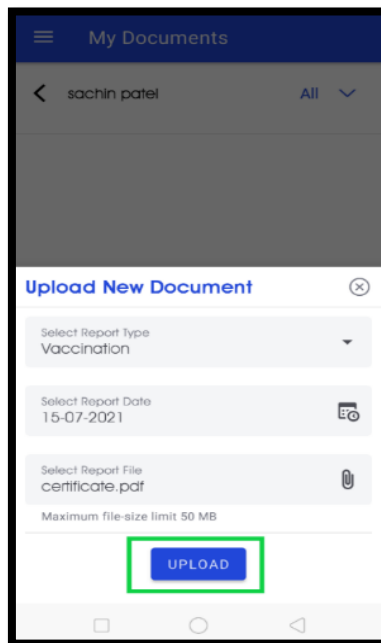 My Documents
sachin patel All
Upload New Document
Select Report Type
Vaccination
Select Report Date
15-07-2021
Select Report File
certificate.pdf
Maximum file-size limit 50 MB
UPLOAD